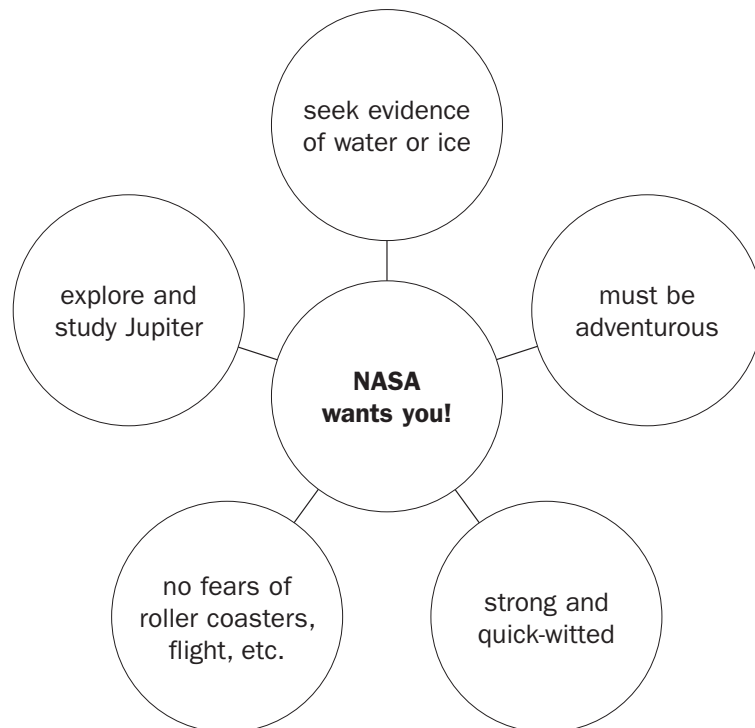 seek evidence
of water or ice
explore and
study Jupiter
must be
adventurous
NASA
wants you!
no fears of
roller coasters,
flight, etc.
strong and
quick-witted